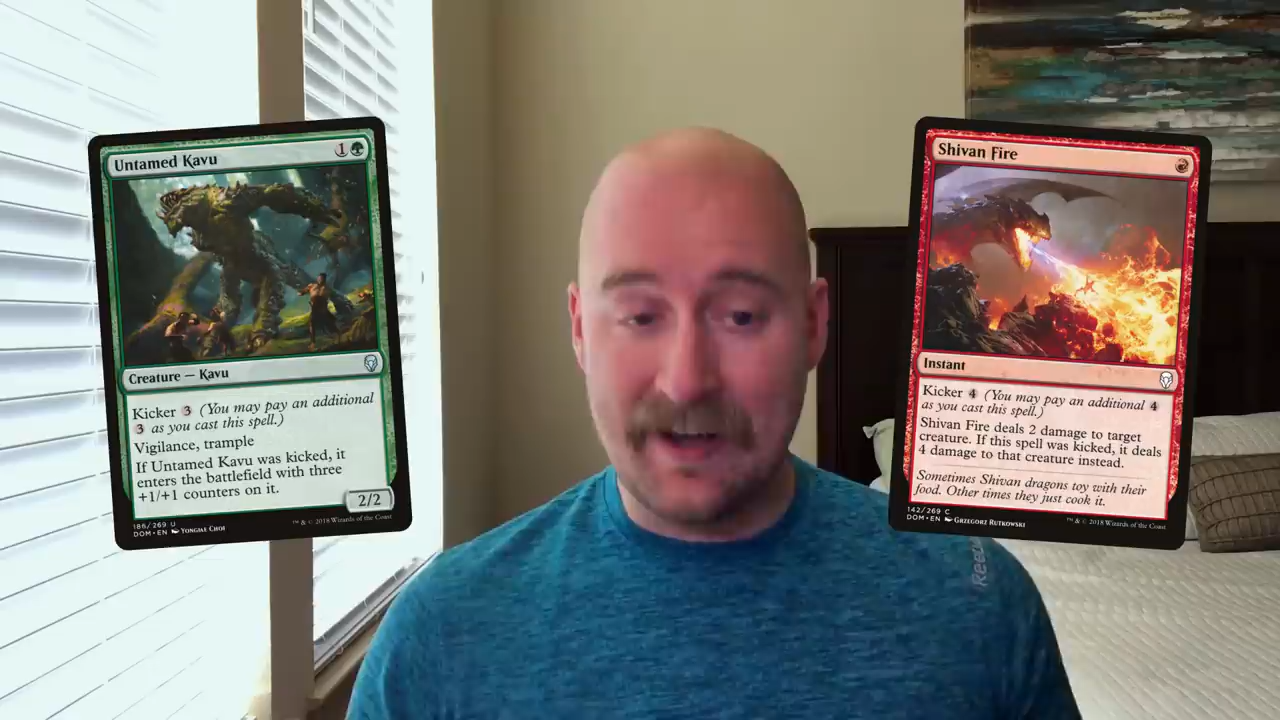 Untamed Kavu
1
Creature — Kavu
Kicker 3 (You may pay an additional
3 as you cast this spell.)
Vigilance, trample
If Untamed Kavu was kicked, it
enters the battlefield with three
+1/+1 counters on it.
2/2
186/269 U
DOM • EN Yongjae Choi
™ & © 2018 Wizards of the Coast
Shivan Fire
Instant
Kicker 4 (You may pay an additional 4
as you cast this spell.)
Shivan Fire deals 2 damage to target
creature. If this spell was kicked, it deals
4 damage to that creature instead.
Sometimes Shivan dragons toy with their
food. Other times they just cook it.
142/269 C
DOM • EN Grzegorz Rutkowski
™ & © 2018 Wizards of the Coast